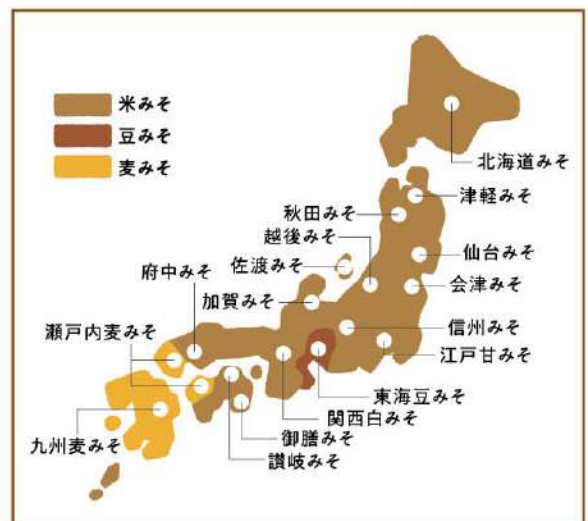 米みそ
豆みそ
麦みそ
北海道みそ
津軽みそ
秋田みそ
越後みそ
仙台みそ
佐渡みそ
府中みそ
会津みそ
加賀みそ
瀬戸内麦みそ
信州みそ
江戸甘みそ
東海豆みそ
関西白みそ
御膳みそ
九州麦みそ
讃岐みそ